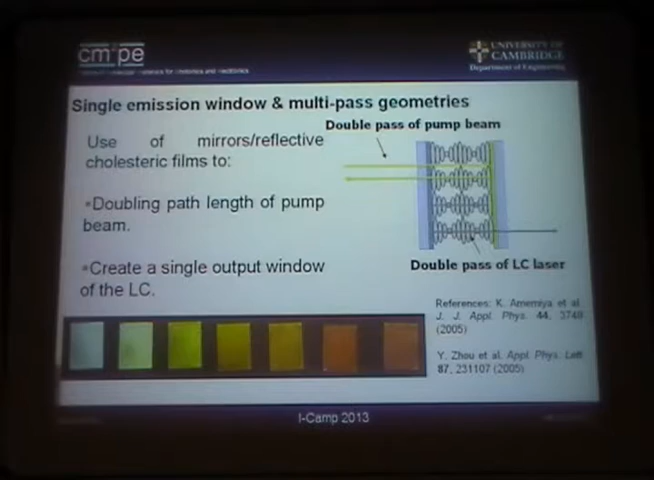 cm pe
UNIVERSITY OF
CAMBRIDGE
Department of Engineering
Single emission window & multi-pass geometries
Double pass of pump beam
Use of mirrors/reflective
cholesteric films to:
•Doubling path length of pump
beam.
•Create a single output window
of the LC.
Double pass of LC laser
References: K. Amemiya et al.
J. J. Appl. Phys. 44, 3748
(2005)
Y. Zhou et al. Appl. Phys. Lett
87, 231107 (2005)
I-Camp 2013